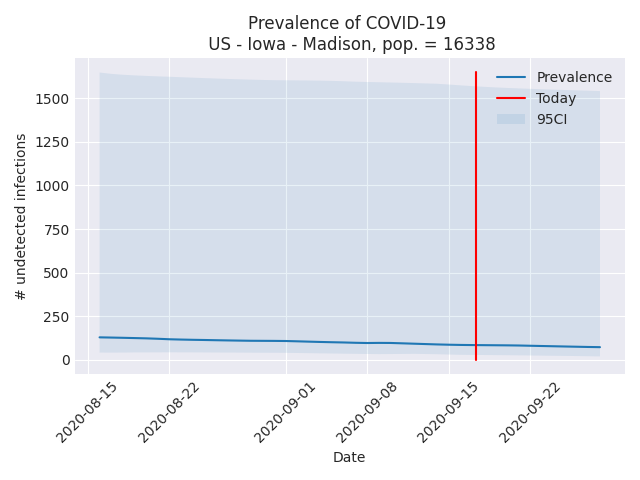 Prevalence of COVID-19
US - Iowa - Madison, pop. = 16338
Prevalence
Today
95CI
# undetected infections
1500
1250
1000
750
500
250
0
2020-08-15
2020-08-22
2020-09-01
2020-09-08
2020-09-15
2020-09-22
Date